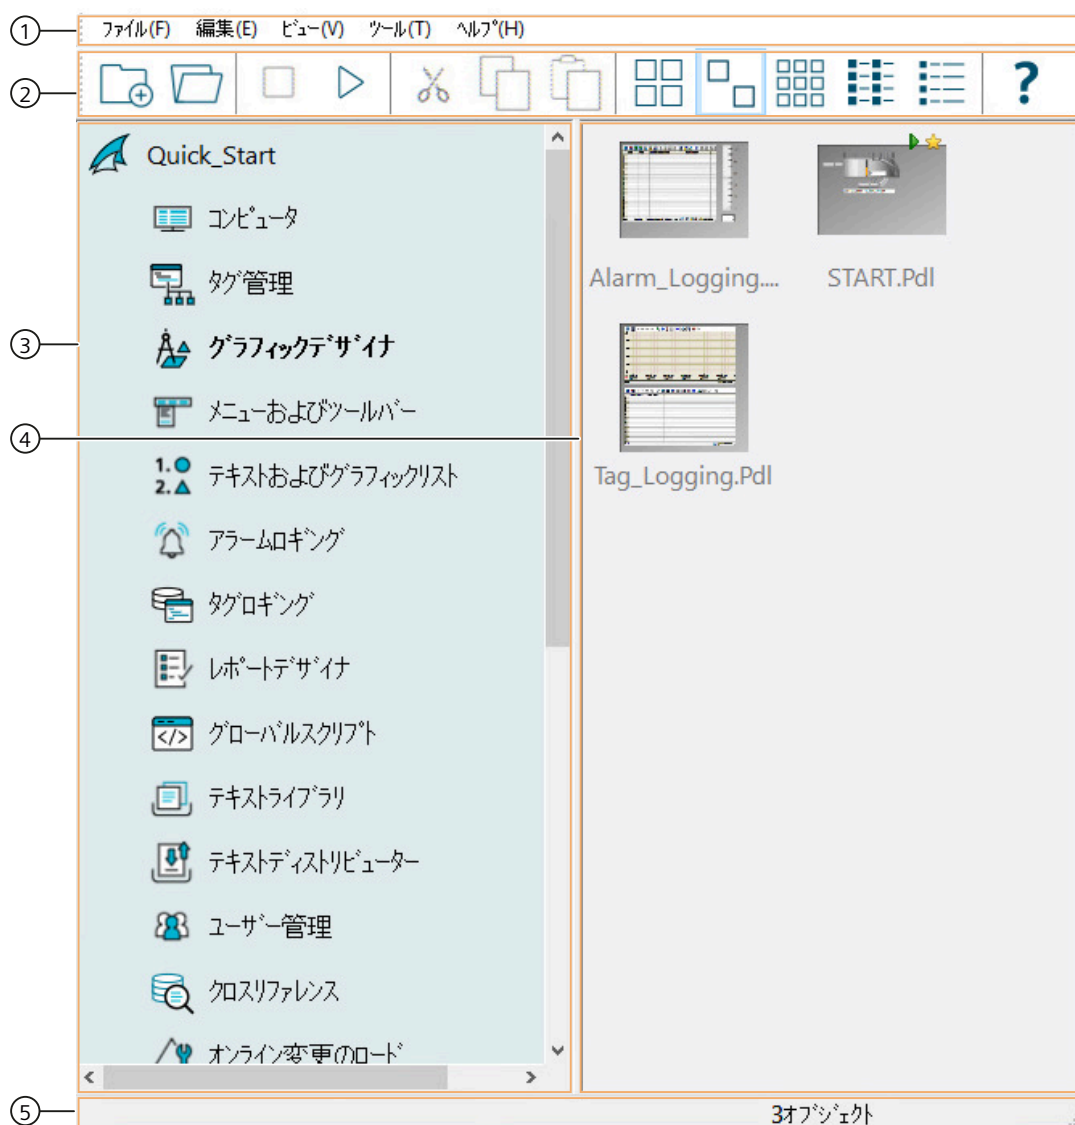 ① ﾌｧｲﾙ(F) 編集(E) ﾋﾞｭｰ(V) ﾂｰﾙ(T) ﾍﾙﾌﾟ(H)
② ?
Quick_Start
ｺﾝﾋﾟｭｰﾀ
ﾀｸﾞ管理
③ ｸﾞﾗﾌｨｯｸﾃﾞｻﾞｲﾅ
ﾒﾆｭｰおよびﾂｰﾙﾊﾞｰ
④
1.
2.
ﾃｷｽﾄおよびｸﾞﾗﾌｨｯｸﾘｽﾄ
ｱﾗｰﾑﾛｷﾞﾝｸﾞ
ﾀｸﾞﾛｷﾞﾝｸﾞ
ﾚﾎﾟｰﾄﾃﾞｻﾞｲﾅ
</> ｸﾞﾛｰﾊﾞﾙｽｸﾘﾌﾟﾄ
ﾃｷｽﾄﾗｲﾌﾞﾗﾘ
ﾃｷｽﾄﾃﾞｨｽﾄﾘﾋﾞｭｰﾀｰ
ﾕｰｻﾞｰ管理
ｸﾛｽﾘﾌｧﾚﾝｽ
ｵﾝﾗｲﾝ変更のﾛｰﾄﾞ
Alarm_Logging....
START.Pdl
Tag_Logging.Pdl
⑤ 3ｵﾌﾞｼﾞｪｸﾄ